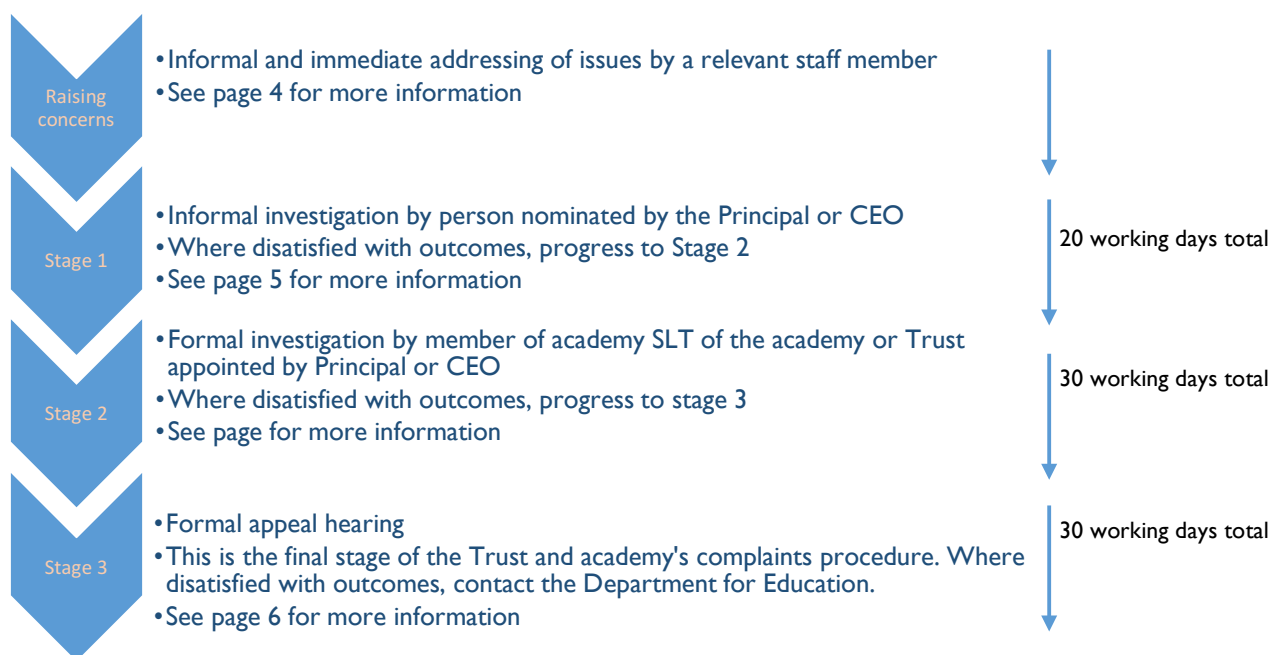 Raising
concerns
•Informal and immediate addressing of issues by a relevant staff member
•See page 4 for more information
Stage 1
•Informal investigation by person nominated by the Principal or CEO
•Where disatisfied with outcomes, progress to Stage 2
•See page 5 for more information
20 working days total
Stage 2
•Formal investigation by member of academy SLT of the academy or Trust
appointed by Principal or CEO
•Where disatisfied with outcomes, progress to stage 3
•See page for more information
30 working days total
Stage 3
•Formal appeal hearing
•This is the final stage of the Trust and academy's complaints procedure. Where
disatisfied with outcomes, contact the Department for Education.
•See page 6 for more information
30 working days total